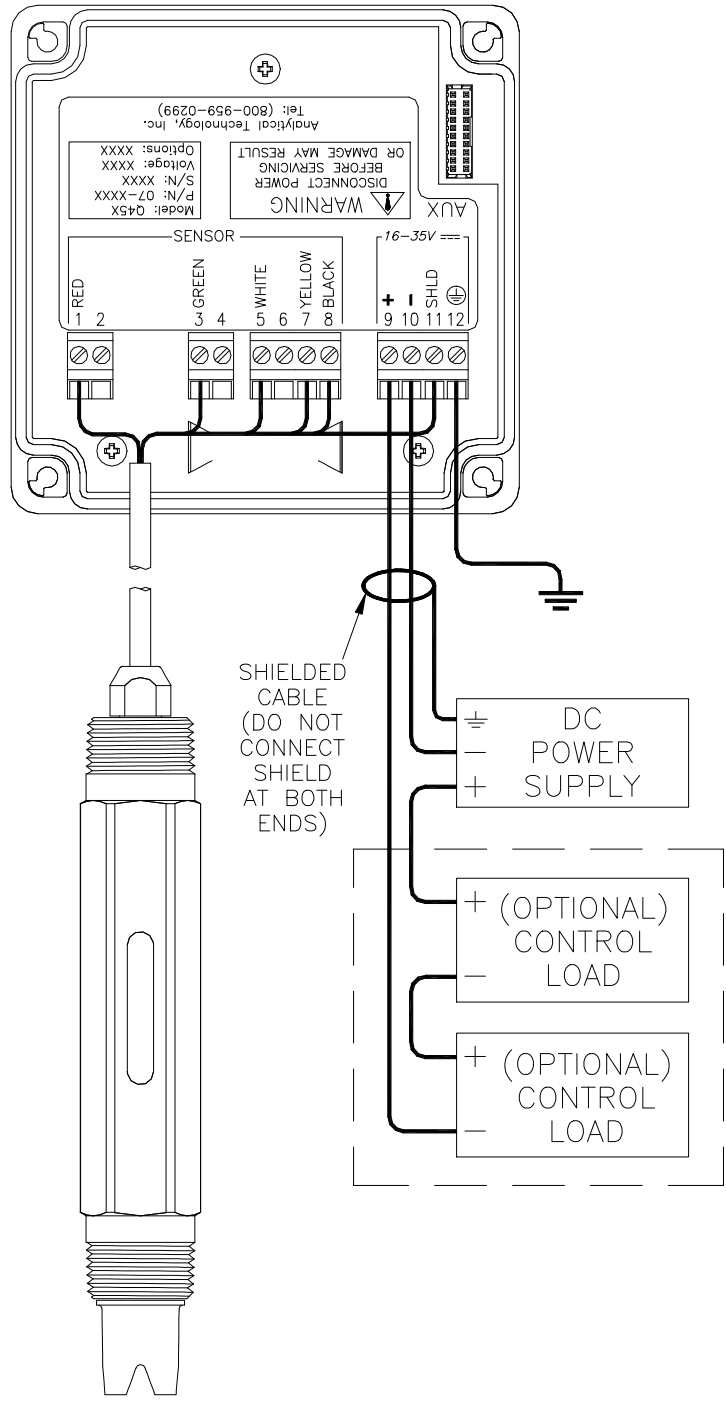 Tel: (800-959-0299)
Analytical Technology, Inc.
Model: Q45X
P/N: 07-XXXX
S/N: XXXX
Voltage: XXXX
Options: XXXX
WARNING
DISCONNECT POWER
BEFORE SERVICING
OR DAMAGE MAY RESULT
AUX
SENSOR
16-35V
RED
GREEN
WHITE
YELLOW
BLACK
+
-
SHLD
1 2 3 4 5 6 7 8 9 10 11 12
SHIELDED
CABLE
(DO NOT
CONNECT
SHIELD
AT BOTH
ENDS)
DC
POWER
SUPPLY
-
+
+
(OPTIONAL)
CONTROL
LOAD
-
+
(OPTIONAL)
CONTROL
LOAD
-